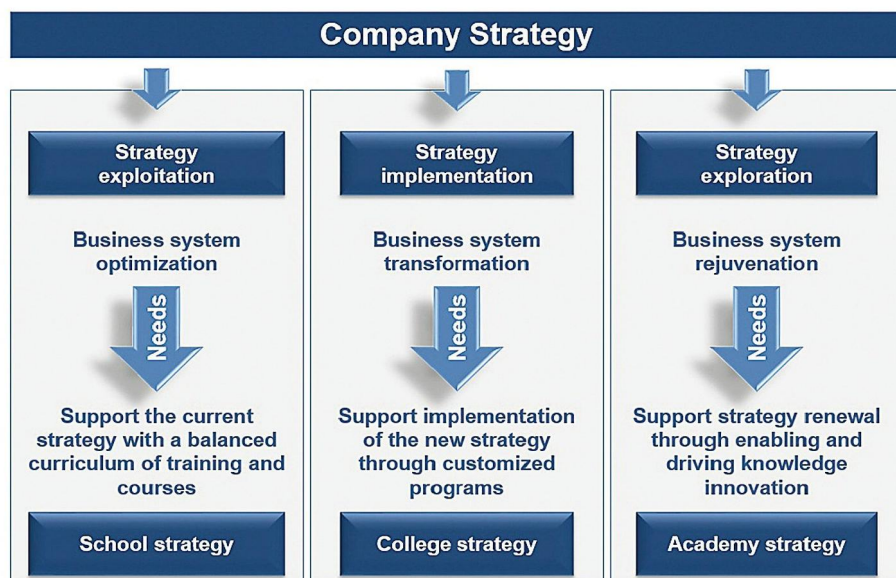 Company Strategy
Strategy
exploitation
Business system
optimization
Needs
Support the current
strategy with a balanced
curriculum of training and
courses
School strategy
Strategy
implementation
Business system
transformation
Needs
Support implementation
of the new strategy
through customized
programs
College strategy
Strategy
exploration
Business system
rejuvenation
Needs
Support strategy renewal
through enabling and
driving knowledge
innovation
Academy strategy